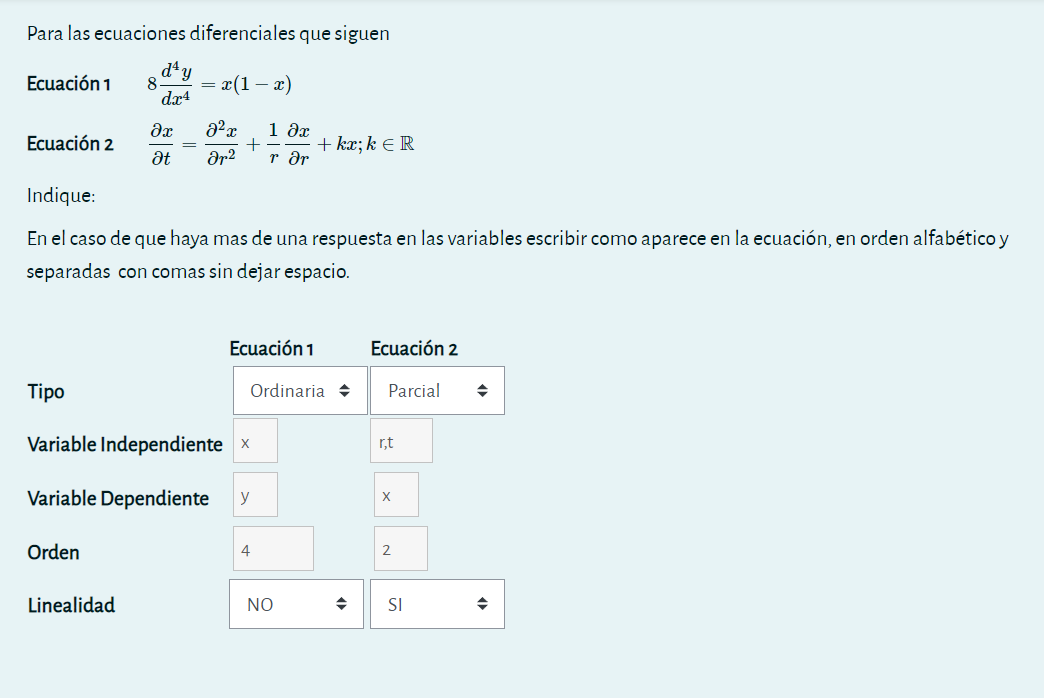 Para las ecuaciones diferenciales que siguen
Ecuación 1 8 d⁴y/dx⁴ = x(1 − x)
Ecuación 2 ∂x/∂t = ∂²x/∂r² + 1/r ∂x/∂r + kx; k ∈ ℝ
Indique:
En el caso de que haya mas de una respuesta en las variables escribir como aparece en la ecuación, en orden alfabético y
separadas con comas sin dejar espacio.
Ecuación 1 Ecuación 2
Tipo Ordinaria Parcial
Variable Independiente x r,t
Variable Dependiente y x
Orden 4 2
Linealidad NO SI